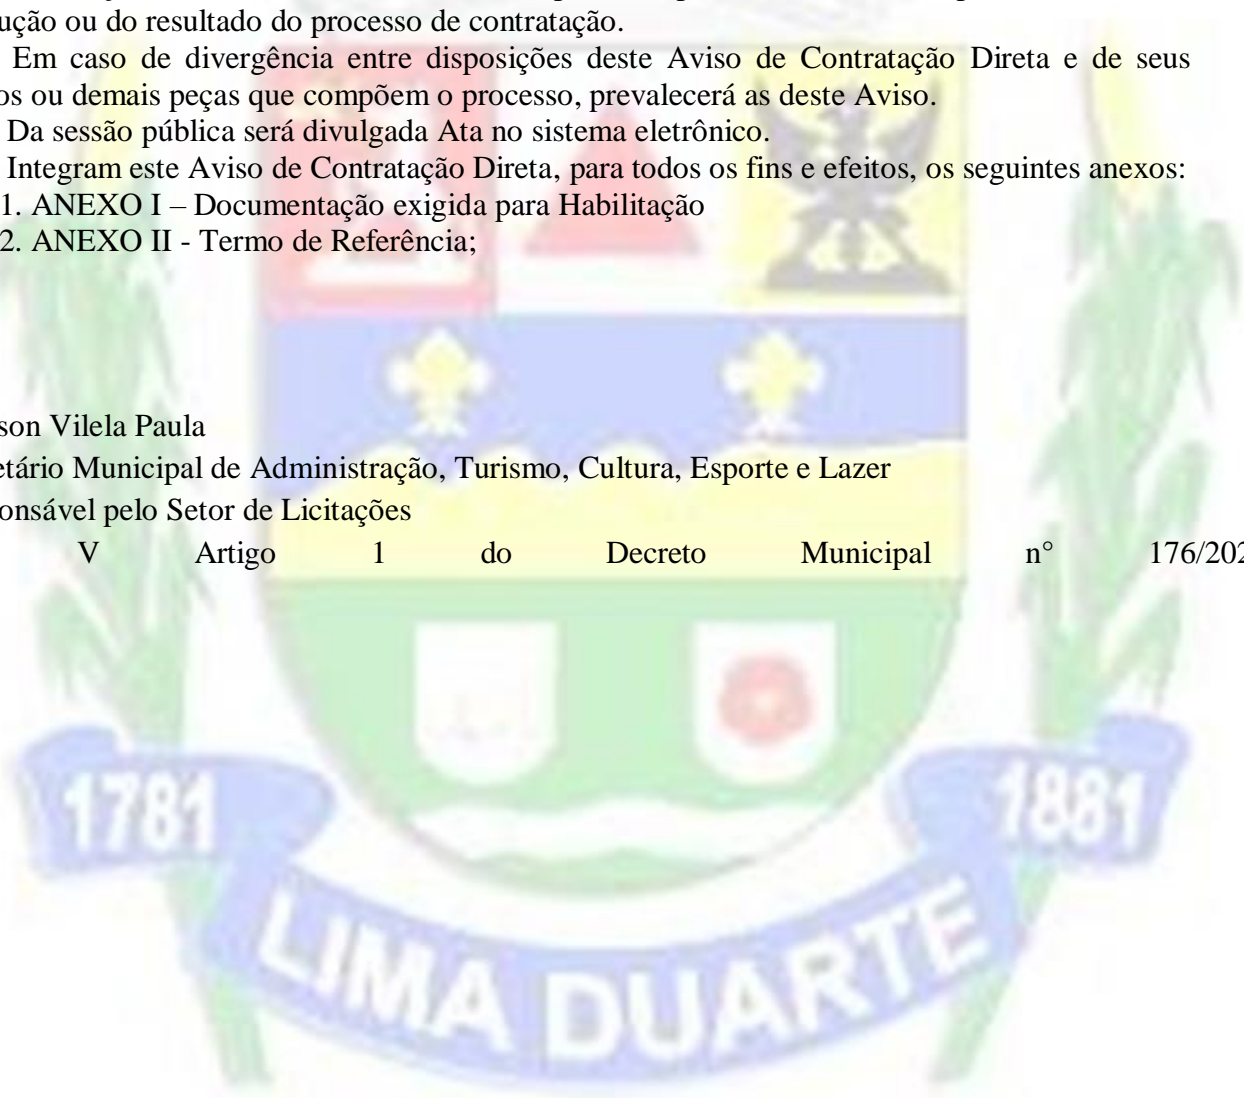 ução ou do resultado do processo de contratação.
Em caso de divergência entre disposições deste Aviso de Contratação Direta e de seus
os ou demais peças que compõem o processo, prevalecerá as deste Aviso.
Da sessão pública será divulgada Ata no sistema eletrônico.
Integram este Aviso de Contratação Direta, para todos os fins e efeitos, os seguintes anexos:
1. ANEXO I – Documentação exigida para Habilitação
2. ANEXO II - Termo de Referência;
son Vilela Paula
etário Municipal de Administração, Turismo, Cultura, Esporte e Lazer
onsável pelo Setor de Licitações
V Artigo 1 do Decreto Municipal n° 176/202
1781
1881
LIMA DUARTE